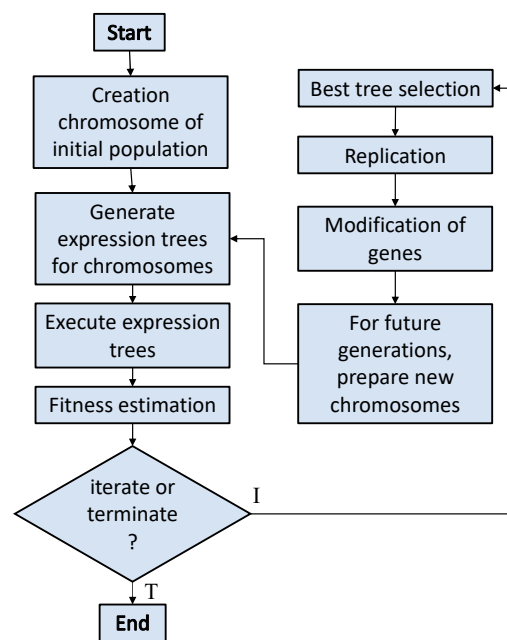 Start
Creation
chromosome of
initial population
Generate
expression trees
for chromosomes
Execute expression
trees
Fitness estimation
iterate or
terminate
?
I
T
End
Best tree selection
Replication
Modification of
genes
For future
generations,
prepare new
chromosomes